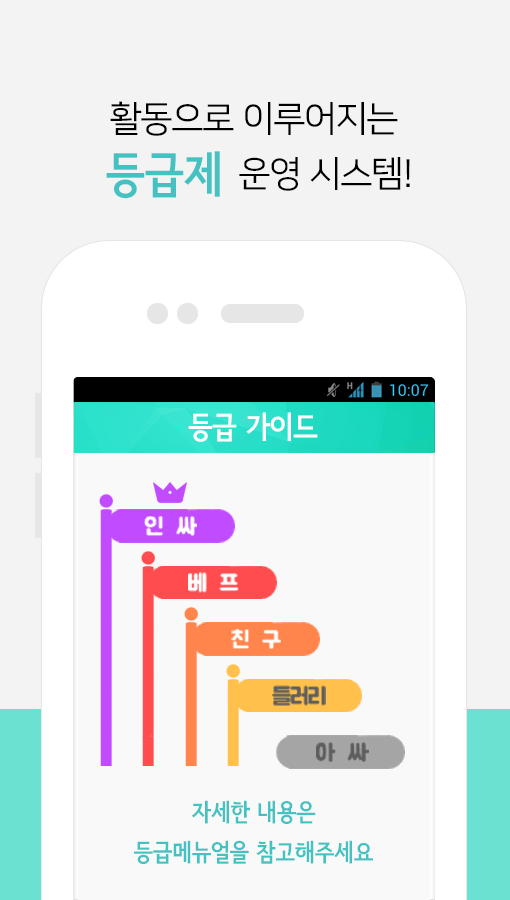 활동으로 이루어지는
등급제 운영 시스템!
H 10:07
등급 가이드
인 싸
베 프
친 구
들러리
아 싸
자세한 내용은
등급메뉴얼을 참고해주세요